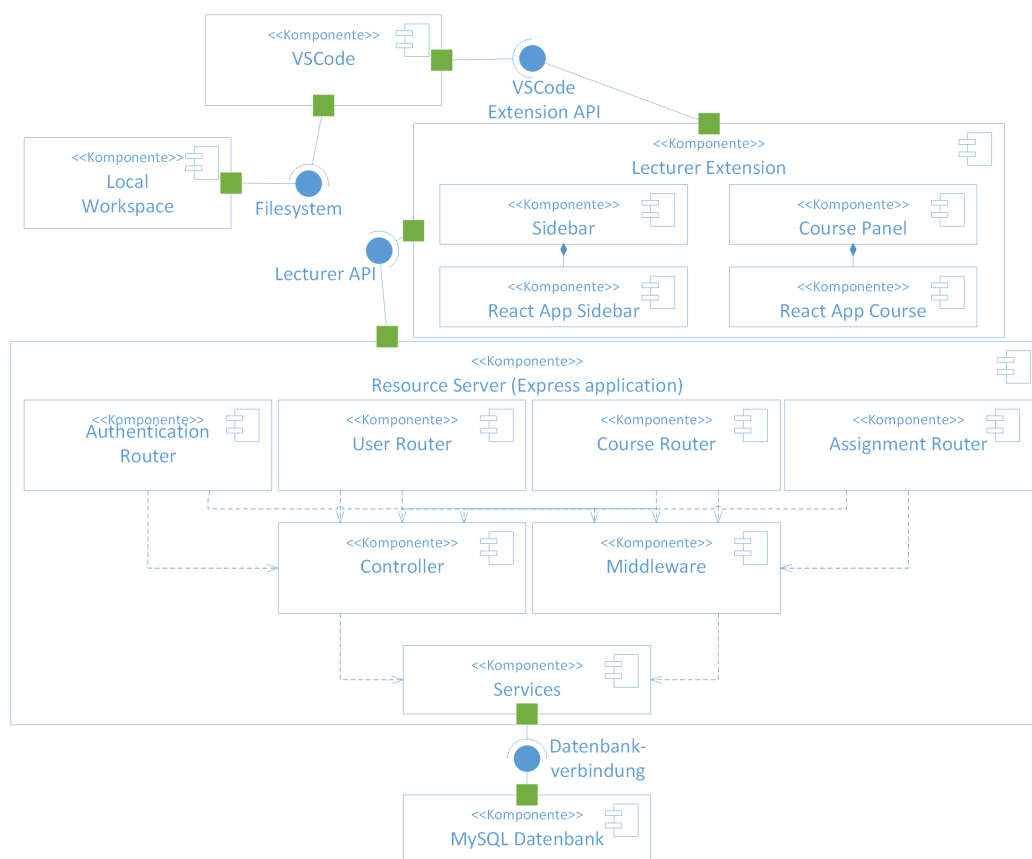 <<Komponente>>
VSCode
VSCode
Extension API
<<Komponente>>
Local
Workspace
Filesystem
<<Komponente>>
Lecturer Extension
<<Komponente>>
Sidebar
<<Komponente>>
Course Panel
Lecturer API
<<Komponente>>
React App Sidebar
<<Komponente>>
React App Course
<<Komponente>>
Resource Server (Express application)
<<Komponente>>
Authentication
Router
<<Komponente>>
User Router
<<Komponente>>
Course Router
<<Komponente>>
Assignment Router
<<Komponente>>
Controller
<<Komponente>>
Middleware
<<Komponente>>
Services
Datenbank-
verbindung
<<Komponente>>
MySQL Datenbank